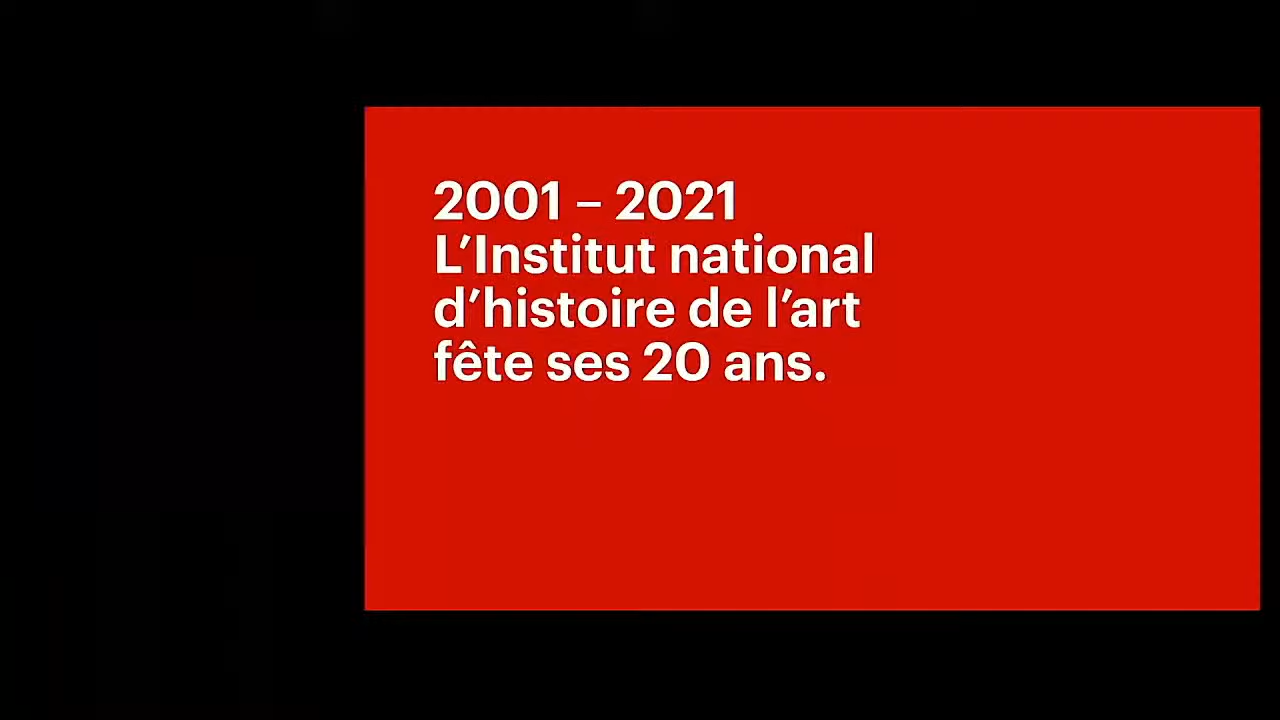 2001 – 2021
L’Institut national
d’histoire de l’art
fête ses 20 ans.